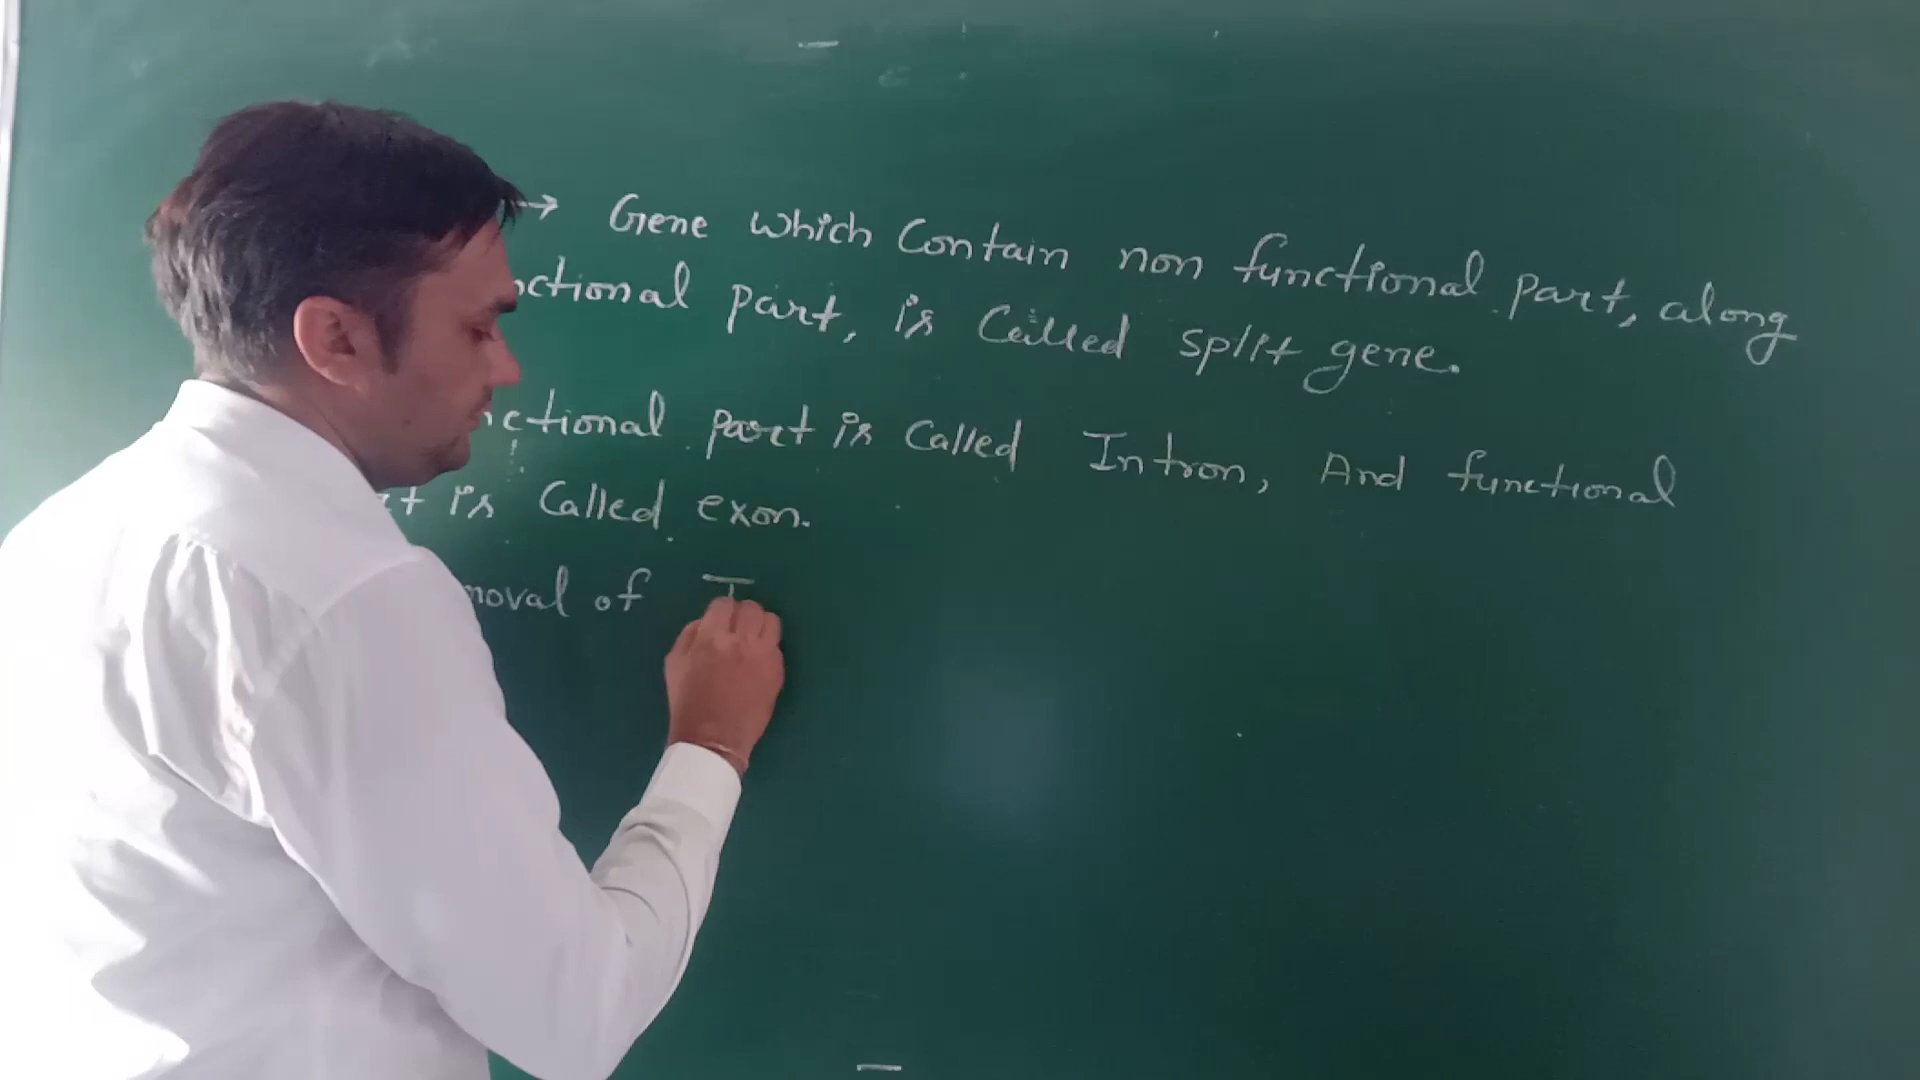 → Gene which Contain non functional part, along
nctional part, is Called split gene.
nctional part is Called Intron, And functional
rt is Called exon.
moval of I